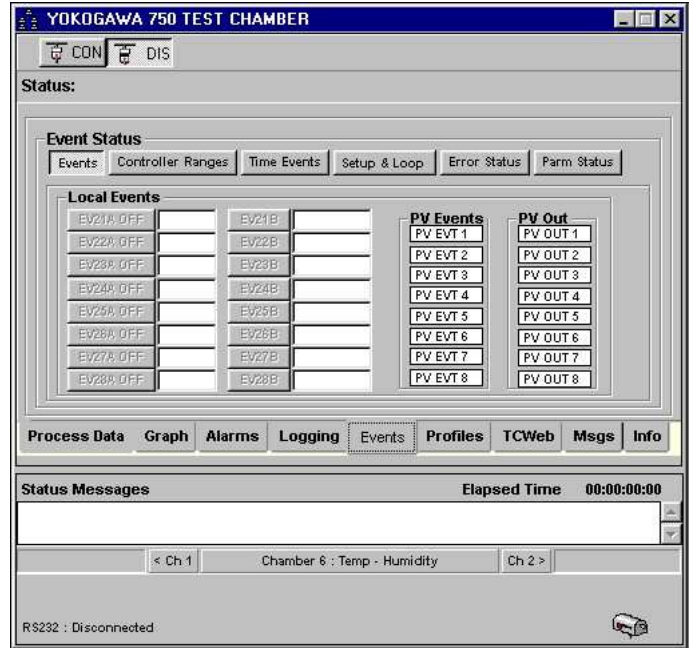 YOKOGAWA 750 TEST CHAMBER
CON DIS
Status:
Event Status
Events Controller Ranges Time Events Setup & Loop Error Status Parm Status
Local Events
PV Events PV Out
EV21A OFF EV21B PV EVT 1 PV OUT 1
EV22A OFF EV22B PV EVT 2 PV OUT 2
EV23A OFF EV23B PV EVT 3 PV OUT 3
EV24A OFF EV24B PV EVT 4 PV OUT 4
EV25A OFF EV25B PV EVT 5 PV OUT 5
EV26A OFF EV26B PV EVT 6 PV OUT 6
EV27A OFF EV27B PV EVT 7 PV OUT 7
EV28A OFF EV28B PV EVT 8 PV OUT 8
Process Data Graph Alarms Logging Events Profiles TCWeb Msgs Info
Status Messages Elapsed Time 00:00:00:00
< Ch 1 Chamber 6 : Temp - Humidity Ch 2 >
RS232 : Disconnected